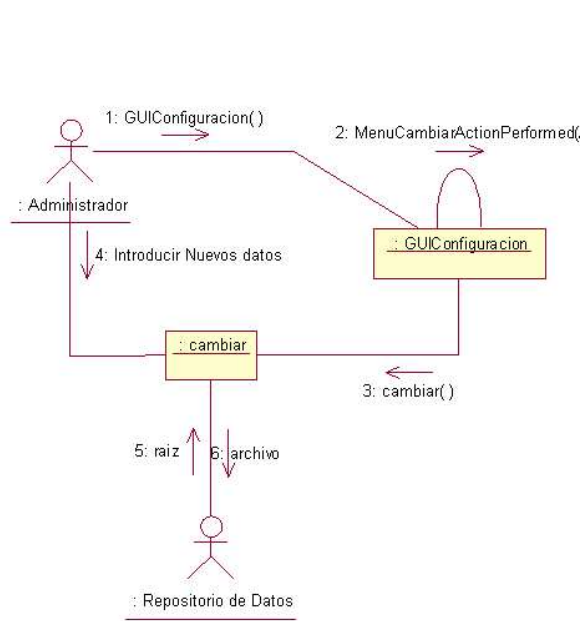 1: GUIConfiguracion( )
2: MenuCambiarActionPerformed(
: Administrador
: GUIConfiguracion
4: Introducir Nuevos datos
: cambiar
3: cambiar( )
5: raiz
6: archivo
: Repositorio de Datos